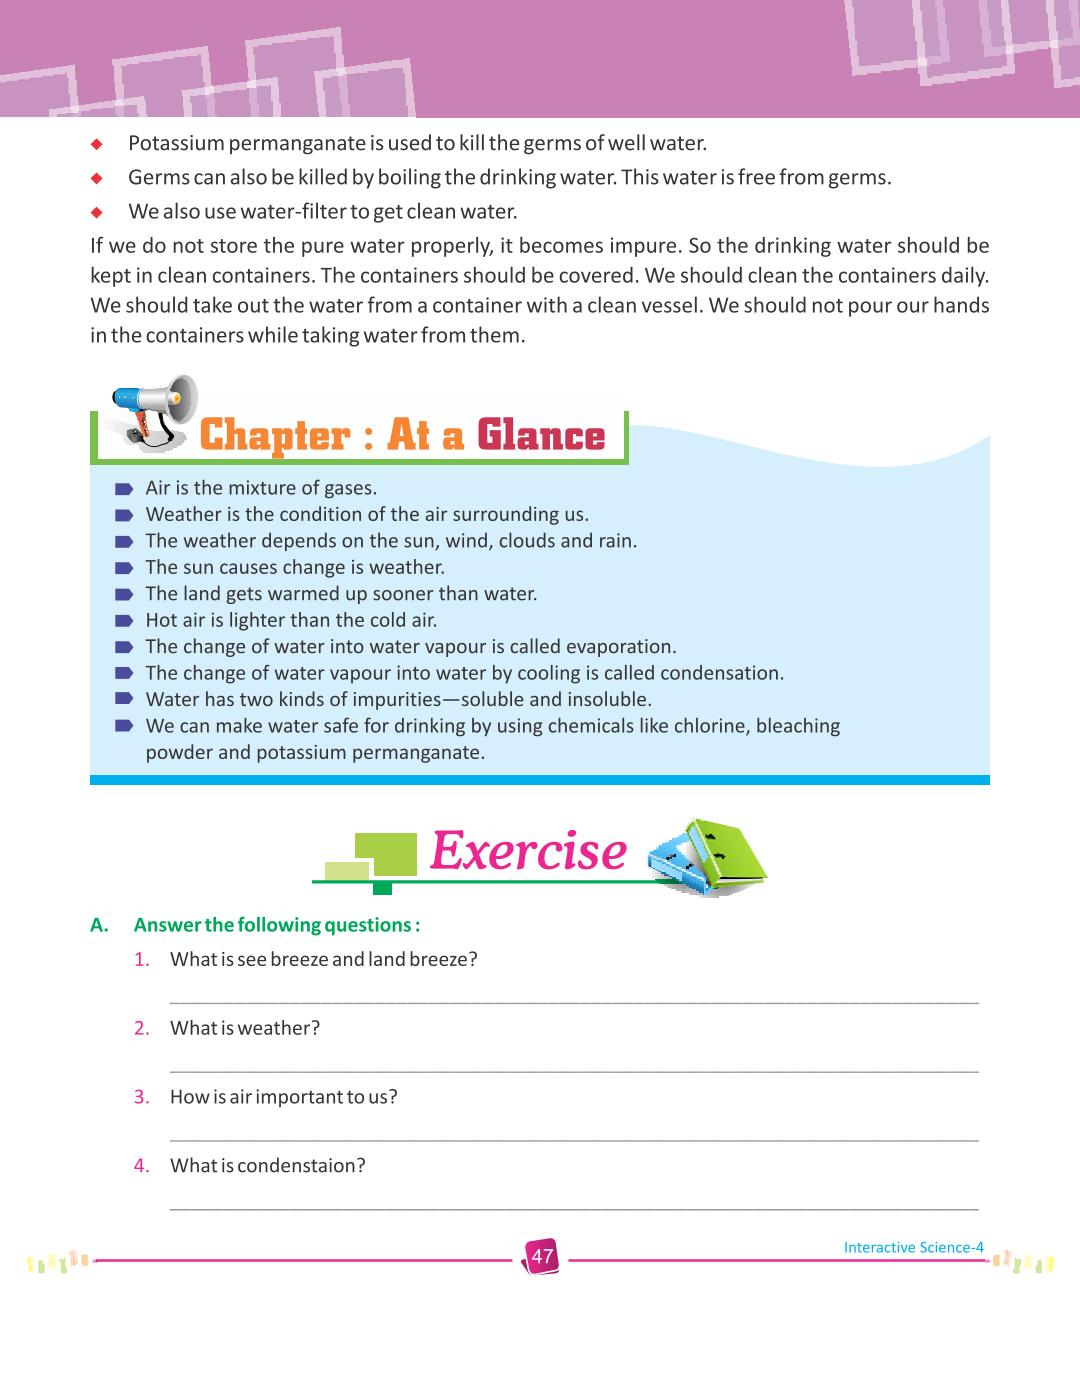 Potassium permanganate is used to kill the germs of well water.
Germs can also be killed by boiling the drinking water. This water is free from germs.
We also use water-filter to get clean water.
If we do not store the pure water properly, it becomes impure. So the drinking water should be
kept in clean containers. The containers should be covered. We should clean the containers daily.
We should take out the water from a container with a clean vessel. We should not pour our hands
in the containers while taking water from them.
Chapter : At a Glance
Air is the mixture of gases.
Weather is the condition of the air surrounding us.
The weather depends on the sun, wind, clouds and rain.
The sun causes change is weather.
The land gets warmed up sooner than water.
Hot air is lighter than the cold air.
The change of water into water vapour is called evaporation.
The change of water vapour into water by cooling is called condensation.
Water has two kinds of impurities—soluble and insoluble.
We can make water safe for drinking by using chemicals like chlorine, bleaching
powder and potassium permanganate.
Exercise
A. Answer the following questions :
1. What is see breeze and land breeze?
2. What is weather?
3. How is air important to us?
4. What is condenstaion?
47
Interactive Science-4